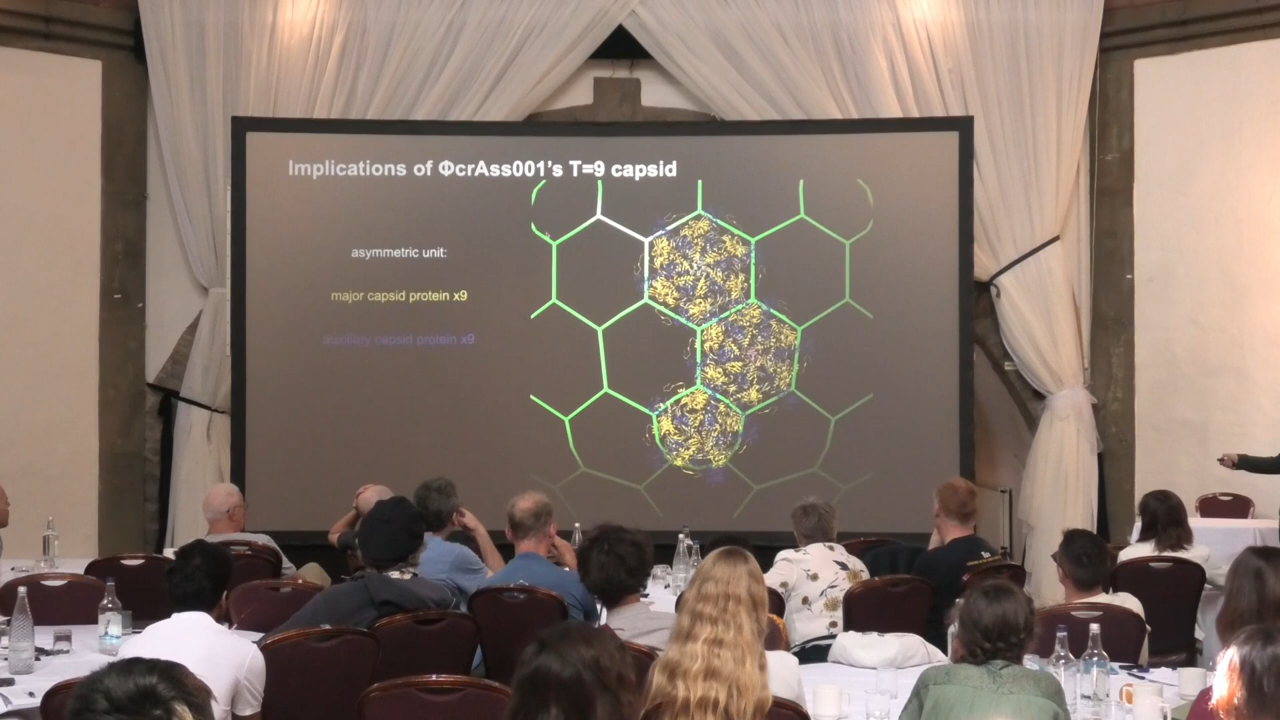 Implications of ΦcrAss001's T=9 capsid
asymmetric unit:
major capsid protein x9
auxiliary capsid protein x9